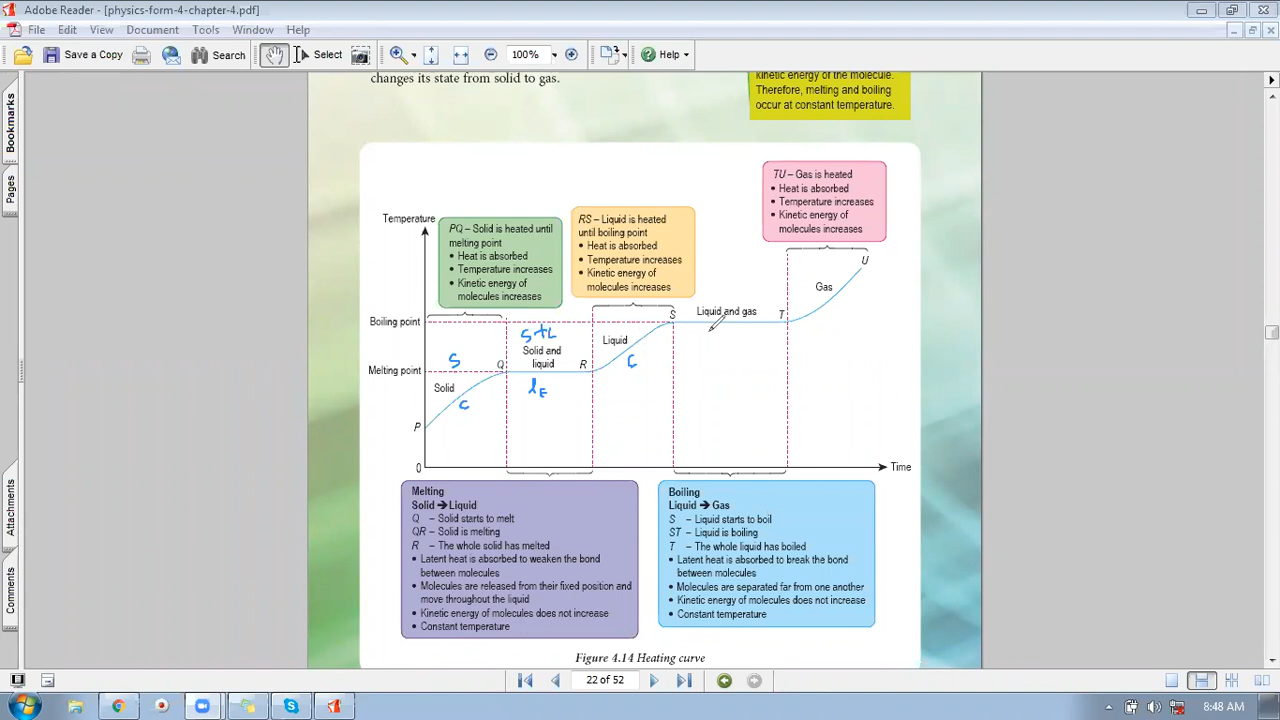 Adobe Reader - [physics-form-4-chapter-4.pdf]
File Edit View Document Tools Window Help
Save a Copy Search Select 100% Help
Bookmarks
Pages
Attachments
Comments
changes its state from solid to gas.
kinetic energy of the molecule.
Therefore, melting and boiling
occur at constant temperature.
TU – Gas is heated
• Heat is absorbed
• Temperature increases
• Kinetic energy of
molecules increases
RS – Liquid is heated
until boiling point
• Heat is absorbed
• Temperature increases
• Kinetic energy of
molecules increases
PQ – Solid is heated until
melting point
• Heat is absorbed
• Temperature increases
• Kinetic energy of
molecules increases
Temperature
Boiling point
Melting point
S
Solid
C
P
0
Q
S+L
Solid and
liquid
R
Liquid
S
Liquid and gas
T
Gas
U
Time
Melting
Solid ➔ Liquid
Q – Solid starts to melt
QR – Solid is melting
R – The whole solid has melted
• Latent heat is absorbed to weaken the bond
between molecules
• Molecules are released from their fixed position and
move throughout the liquid
• Kinetic energy of molecules does not increase
• Constant temperature
Boiling
Liquid ➔ Gas
S – Liquid starts to boil
ST – Liquid is boiling
T – The whole liquid has boiled
• Latent heat is absorbed to break the bond
between molecules
• Molecules are separated far from one another
• Kinetic energy of molecules does not increase
• Constant temperature
Figure 4.14 Heating curve
22 of 52
8:48 AM